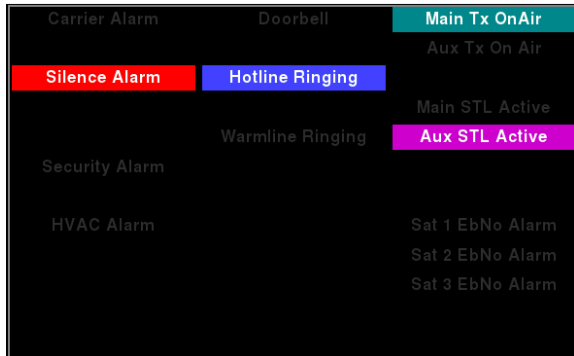 Carrier Alarm Doorbell Main Tx OnAir
Aux Tx On Air
Silence Alarm Hotline Ringing
Main STL Active
Warmline Ringing Aux STL Active
Security Alarm
HVAC Alarm Sat 1 EbNo Alarm
Sat 2 EbNo Alarm
Sat 3 EbNo Alarm